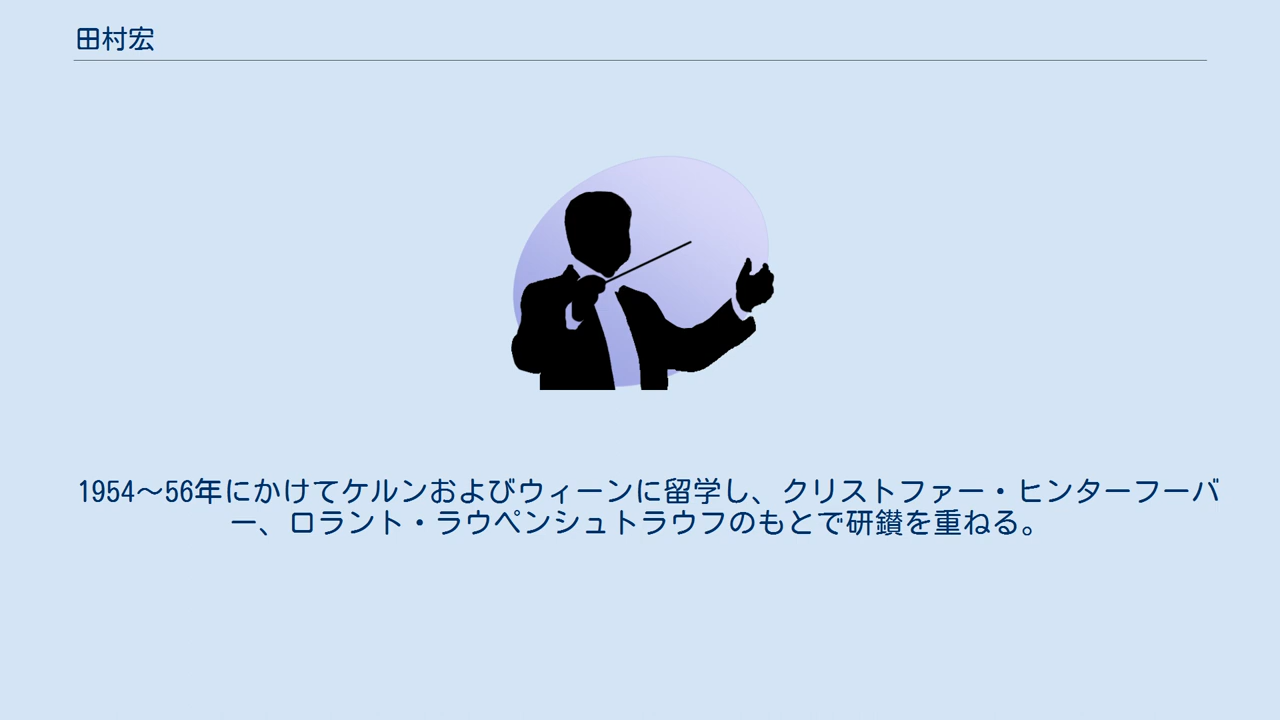 田村宏
1954〜56年にかけてケルンおよびウィーンに留学し、クリストファー・ヒンターフーバ
ー、ロラント・ラウペンシュトラウフのもとで研鑚を重ねる。